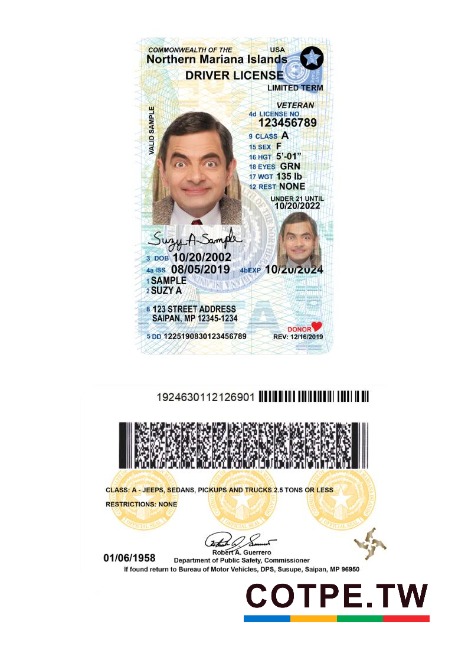 COMMONWEALTH OF THE USA
Northern Mariana Islands
DRIVER LICENSE
LIMITED TERM
VALID SAMPLE
VETERAN
4d LICENSE NO.
123456789
9 CLASS A
15 SEX F
16 HGT 5'-01"
18 EYES GRN
17 WGT 135 lb
12 REST NONE
UNDER 21 UNTIL
10/20/2022
Suzy A Sample
3 DOB 10/20/2002
4a ISS 08/05/2019 4bEXP 10/20/2024
1 SAMPLE
2 SUZY A
8 123 STREET ADDRESS
SAIPAN, MP 12345-1234
DONOR
5 DD 1225190830123456789 REV: 12/16/2019
1924630112126901
CLASS: A - JEEPS, SEDANS, PICKUPS AND TRUCKS 2.5 TONS OR LESS
RESTRICTIONS: NONE
Robert A. Guerrero
01/06/1958 Department of Public Safety, Commissioner
If found return to Bureau of Motor Vehicles, DPS, Susupe, Saipan, MP 96950
COTPE.TW